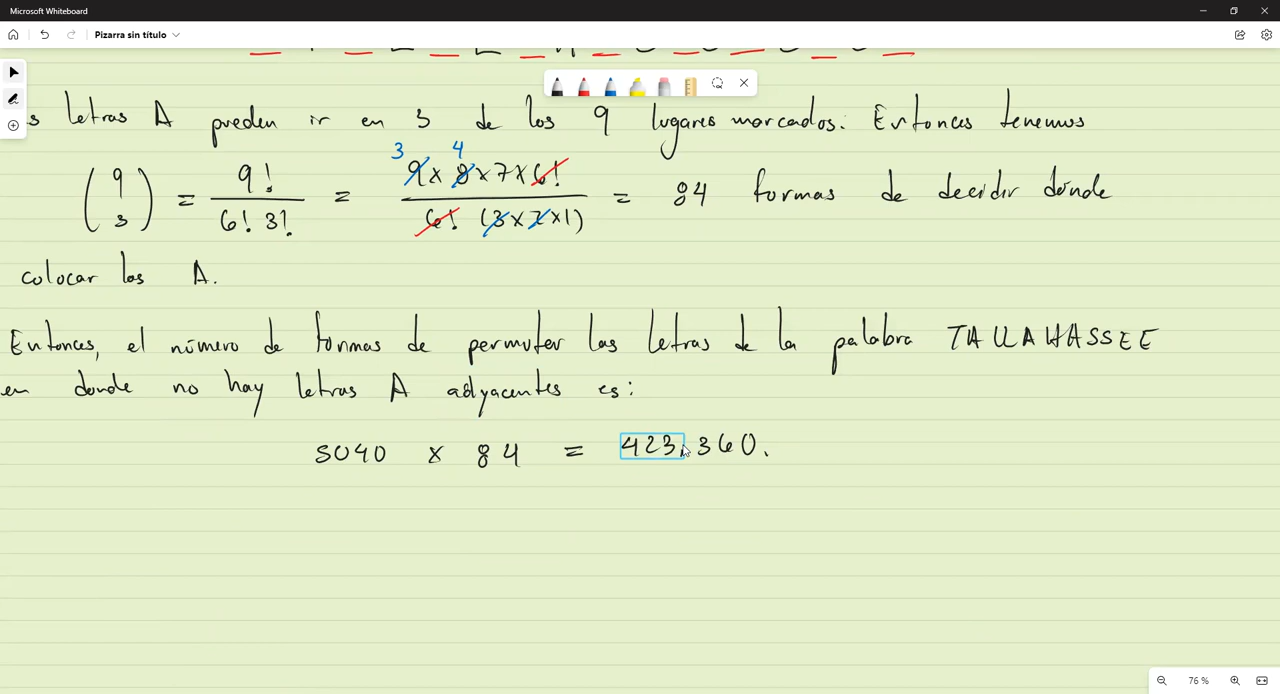 Microsoft Whiteboard
Pizarra sin título
s letras A pueden ir en 3 de los 9 lugares marcados. Entonces tenemos
3 4
(9 3) = 9! / 6! 3! = 9 x 8 x 7 x 6! / 6! (3 x 2 x 1) = 84 formas de decidir dónde
colocar las A.
Entonces, el número de formas de permutar las letras de la palabra TALLAHASSEE
en donde no hay letras A adyacentes es:
5040 x 84 = 423,360.
76 %